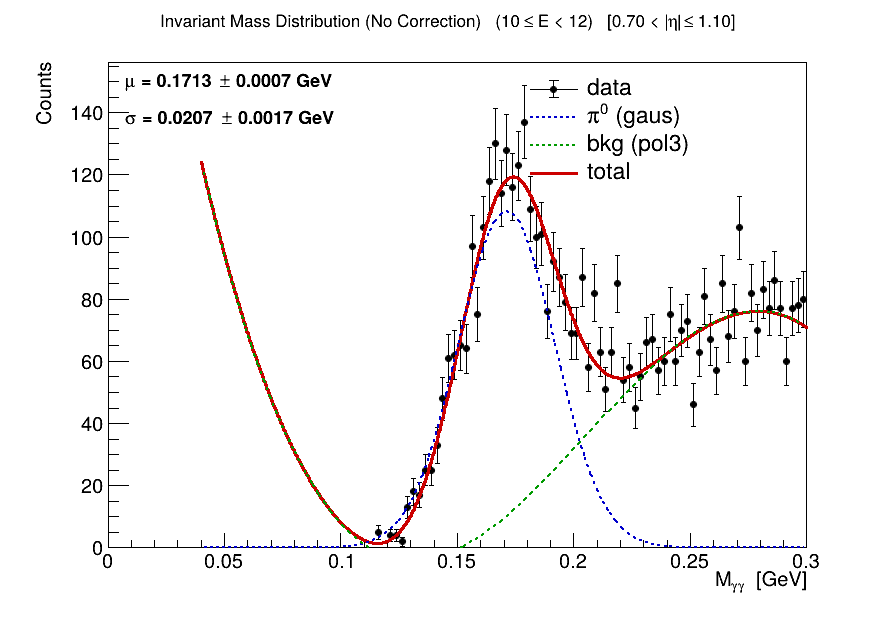 Invariant Mass Distribution (No Correction) (10 ≤ E < 12) [0.70 < |η| ≤ 1.10]
Counts
μ = 0.1713 ± 0.0007 GeV
σ = 0.0207 ± 0.0017 GeV
data
π⁰ (gaus)
bkg (pol3)
total
140
120
100
80
60
40
20
0
0 0.05 0.1 0.15 0.2 0.25 0.3
Mγγ [GeV]